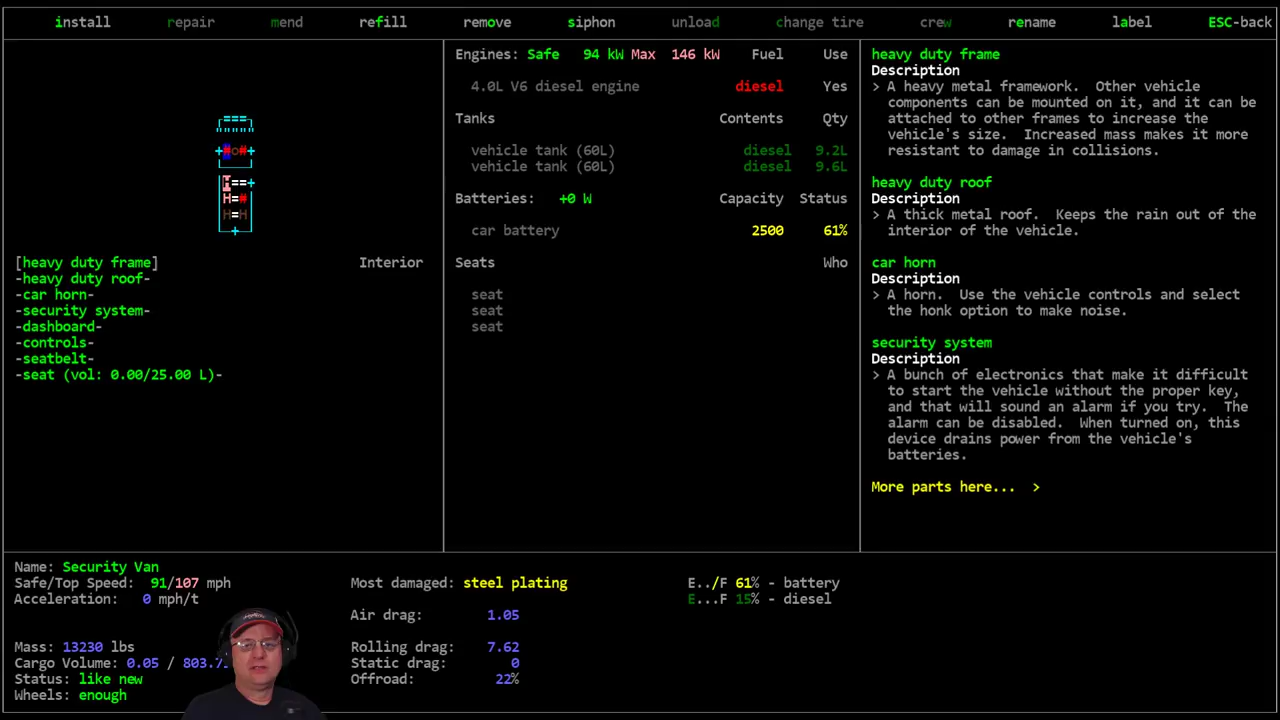 install repair mend refill remove siphon unload change tire crew rename label ESC-back
[heavy duty frame] Interior
-heavy duty roof-
-car horn-
-security system-
-dashboard-
-controls-
-seatbelt-
-seat (vol: 0.00/25.00 L)-
Engines: Safe 94 kW Max 146 kW Fuel Use
4.0L V6 diesel engine diesel Yes
Tanks Contents Qty
vehicle tank (60L) diesel 9.2L
vehicle tank (60L) diesel 9.6L
Batteries: +0 W Capacity Status
car battery 2500 61%
Seats Who
seat
seat
seat
heavy duty frame
Description
> A heavy metal framework. Other vehicle
components can be mounted on it, and it can be
attached to other frames to increase the
vehicle's size. Increased mass makes it more
resistant to damage in collisions.
heavy duty roof
Description
> A thick metal roof. Keeps the rain out of the
interior of the vehicle.
car horn
Description
> A horn. Use the vehicle controls and select
the honk option to make noise.
security system
Description
> A bunch of electronics that make it difficult
to start the vehicle without the proper key,
and that will sound an alarm if you try. The
alarm can be disabled. When turned on, this
device drains power from the vehicle's
batteries.
More parts here... >
Name: Security Van
Safe/Top Speed: 91/107 mph
Acceleration: 0 mph/t
Mass: 13230 lbs
Cargo Volume: 0.05 / 803.7
Status: like new
Wheels: enough
Most damaged: steel plating
Air drag: 1.05
Rolling drag: 7.62
Static drag: 0
Offroad: 22%
E../F 61% - battery
E...F 15% - diesel